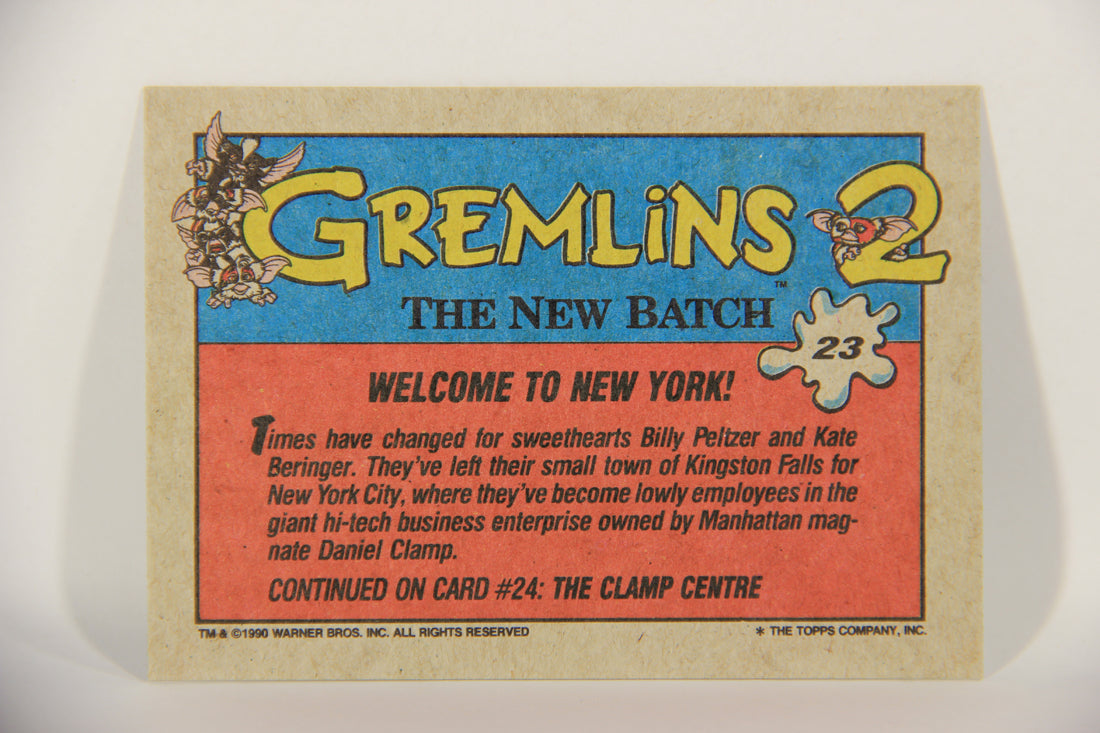 GREMLiNS 2
™
THE NEW BATCH
23
WELCOME TO NEW YORK!
Times have changed for sweethearts Billy Peltzer and Kate
Beringer. They've left their small town of Kingston Falls for
New York City, where they've become lowly employees in the
giant hi-tech business enterprise owned by Manhattan mag-
nate Daniel Clamp.
CONTINUED ON CARD #24: THE CLAMP CENTRE
TM & ©1990 WARNER BROS. INC. ALL RIGHTS RESERVED
* THE TOPPS COMPANY, INC.